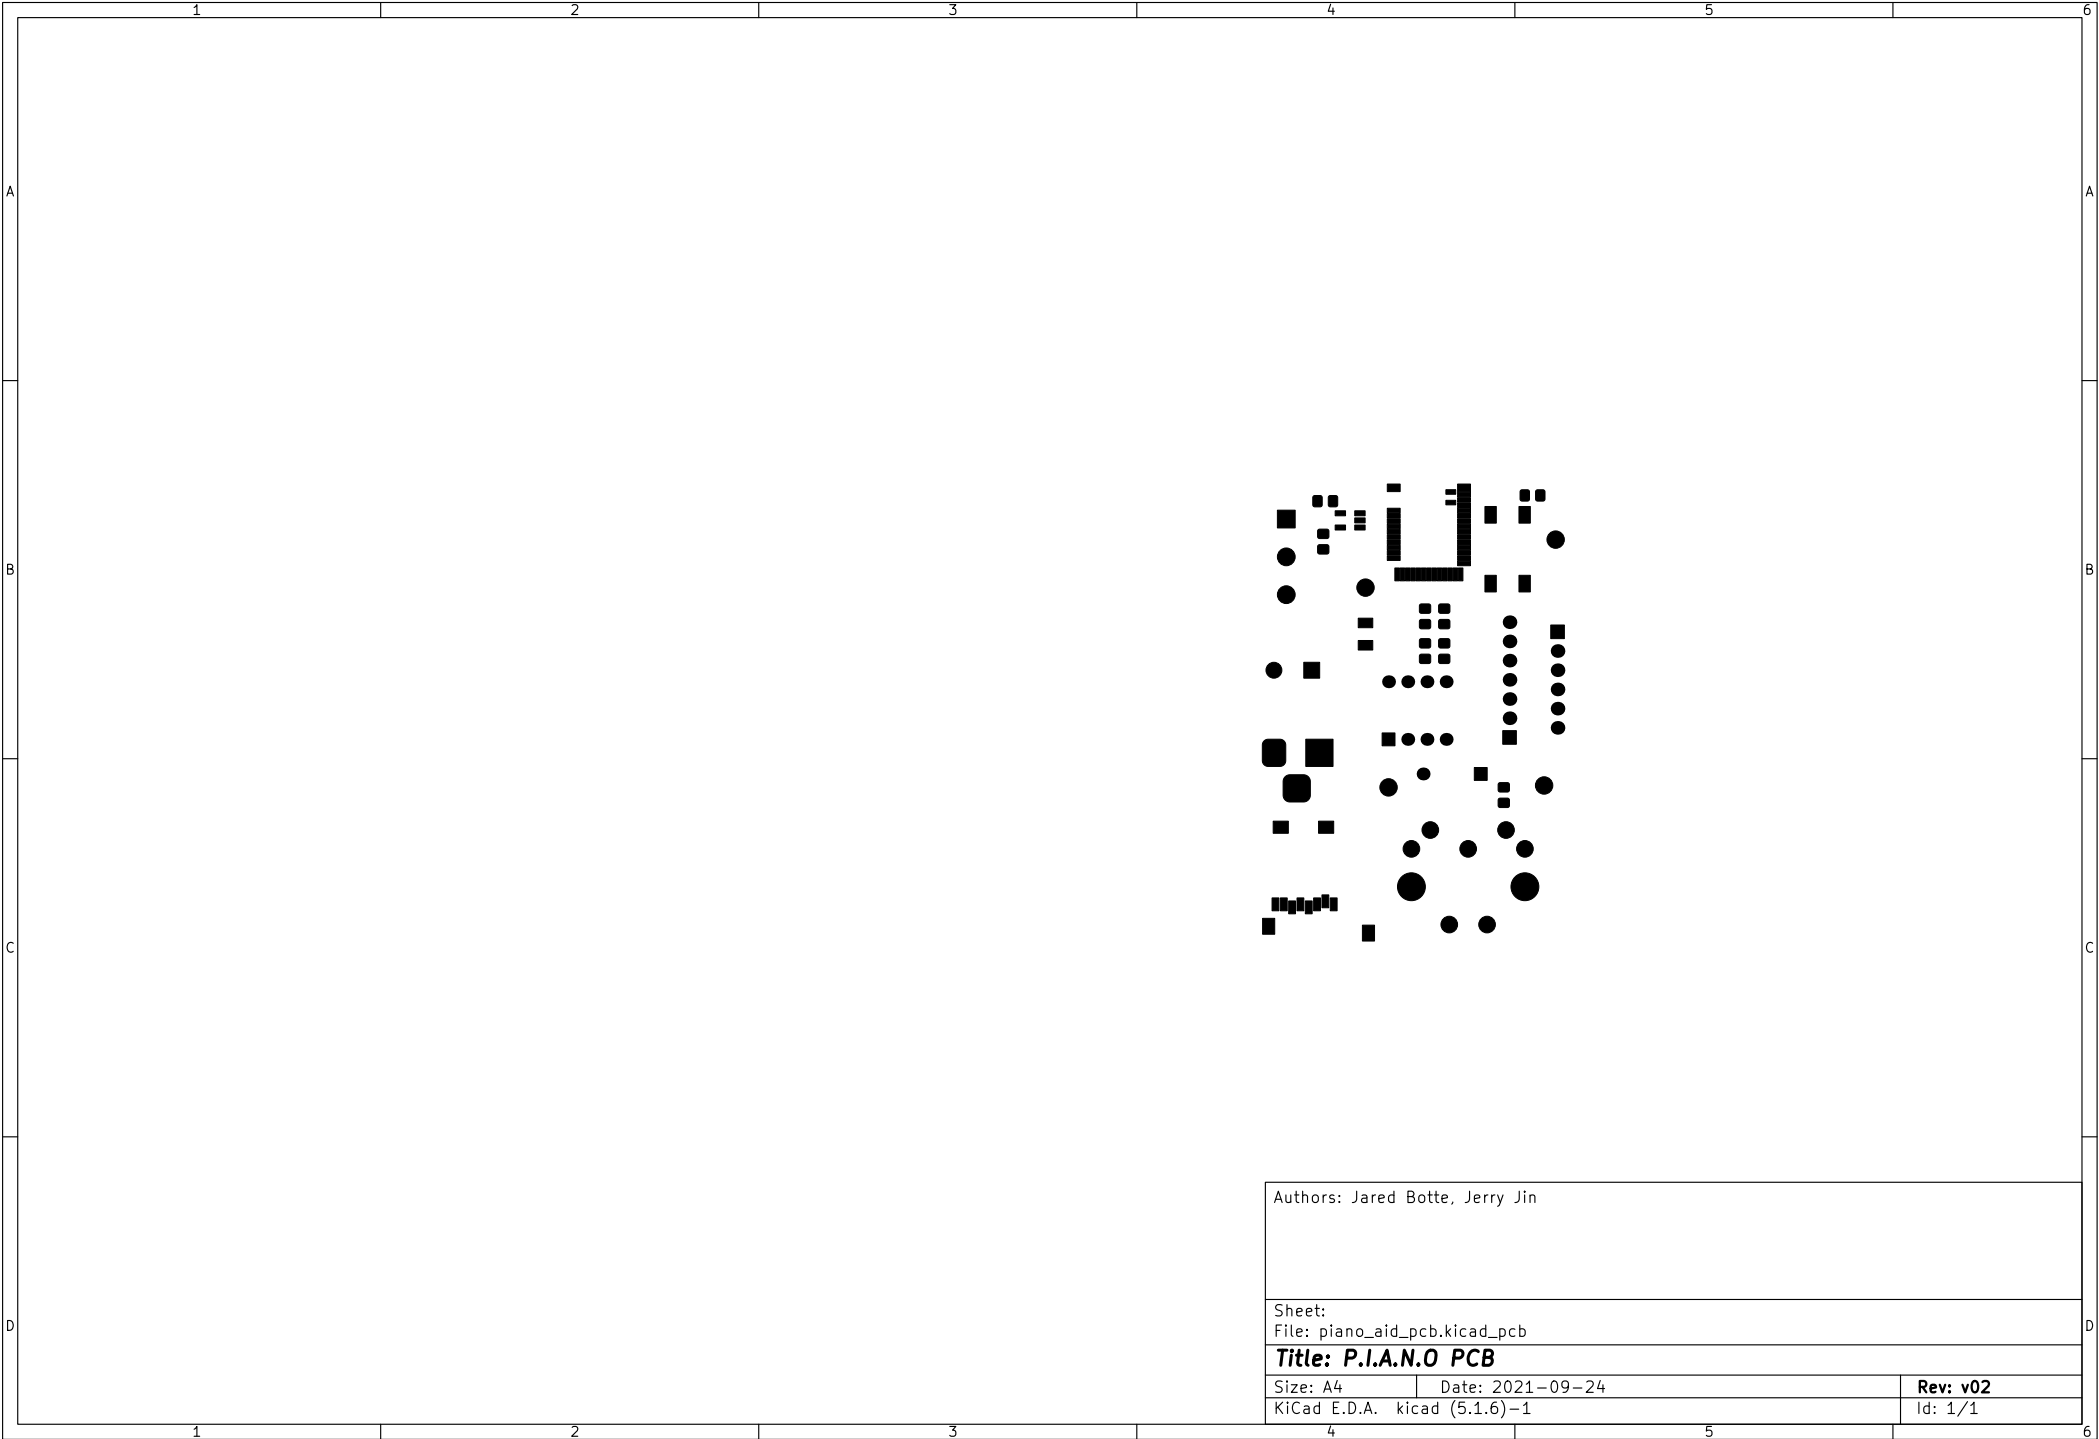 1 2 3 4 5 6
A A
B B
C C
Authors: Jared Botte, Jerry Jin
Sheet:
D D
File: piano_aid_pcb.kicad_pcb
Title: P.I.A.N.O PCB
Size: A4 Date: 2021-09-24 Rev: v02
KiCad E.D.A. kicad (5.1.6)-1 Id: 1/1
1 2 3 4 5 6